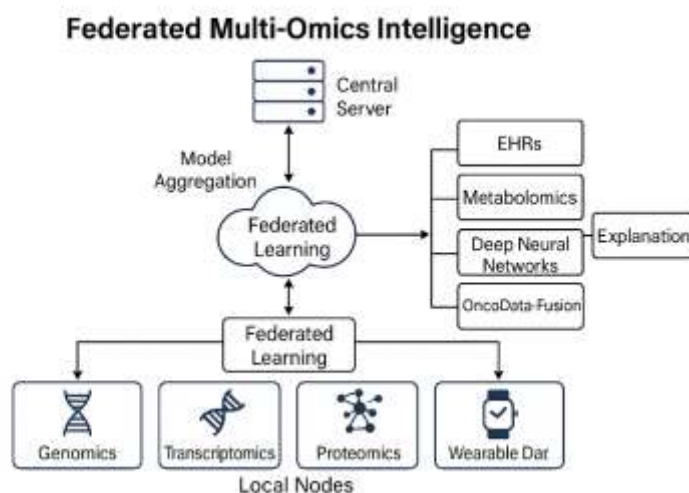 Federated Multi-Omics Intelligence
Central
Server
Model
Aggregation
Federated
Learning
EHRs
Metabolomics
Deep Neural
Networks
Explanation
OncoData-Fusion
Federated
Learning
Genomics
Transcriptomics
Proteomics
Wearable Dar
Local Nodes